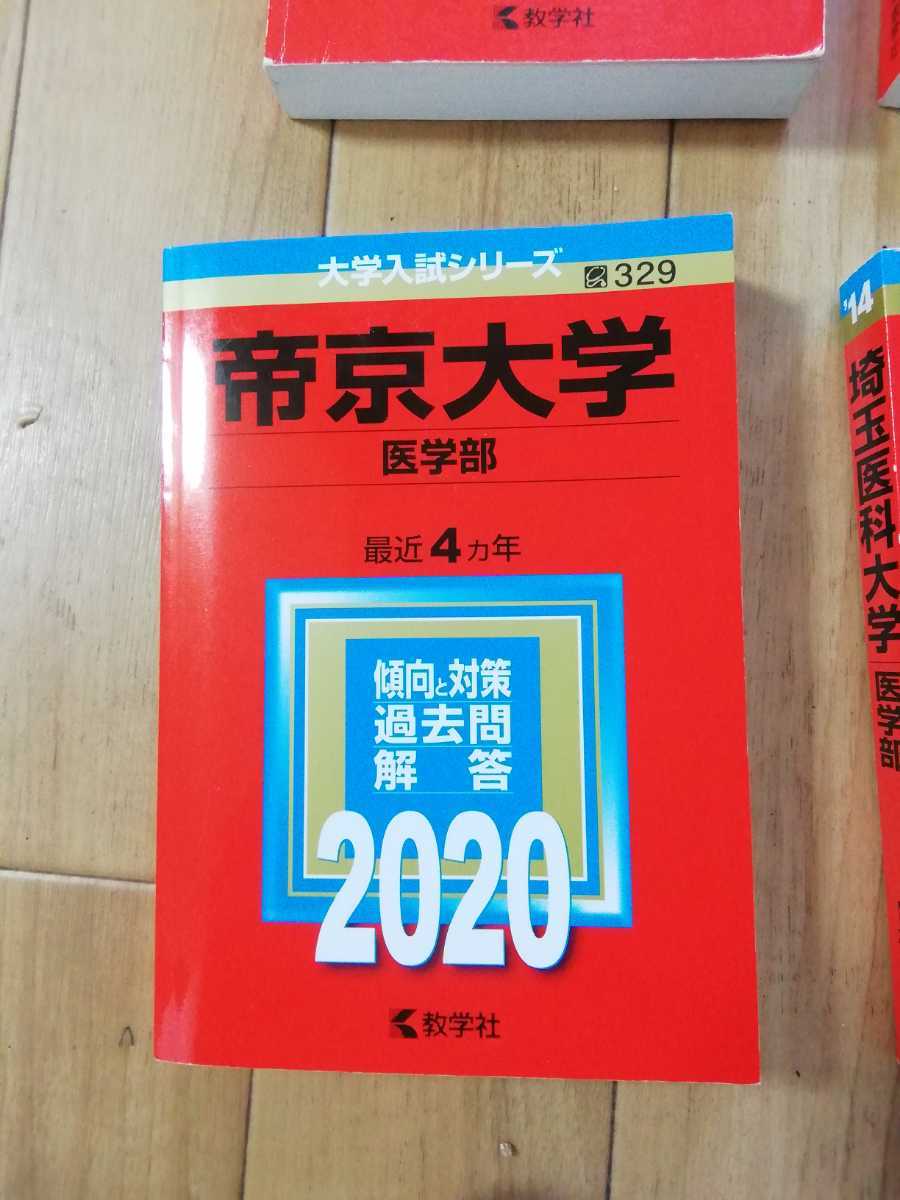 教学社
大学入試シリーズ
329
帝京大学
医学部
最近4ヵ年
傾向と対策
過去問
解答
2020
教学社
'14
埼玉医科大学
医学部